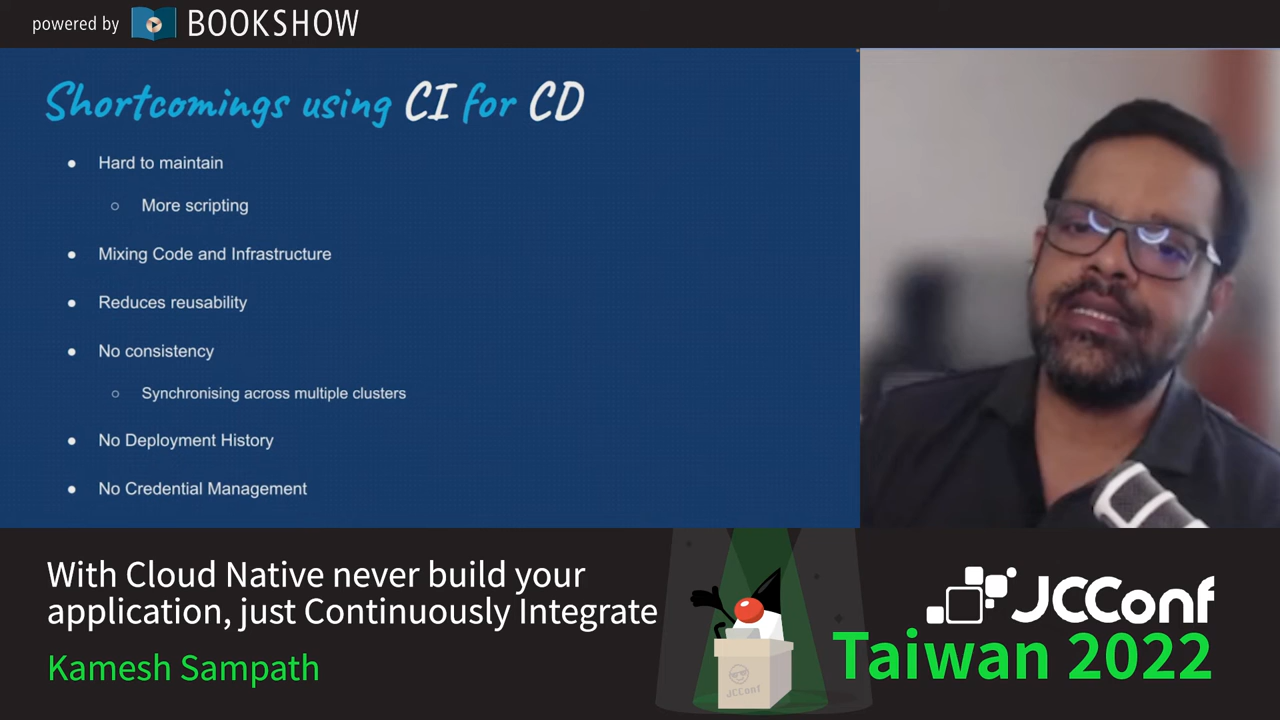 powered by BOOKSHOW
Shortcomings using CI for CD
Hard to maintain
More scripting
Mixing Code and Infrastructure
Reduces reusability
No consistency
Synchronising across multiple clusters
No Deployment History
No Credential Management
With Cloud Native never build your
application, just Continuously Integrate
Kamesh Sampath
JCConf
JCConf
Taiwan 2022